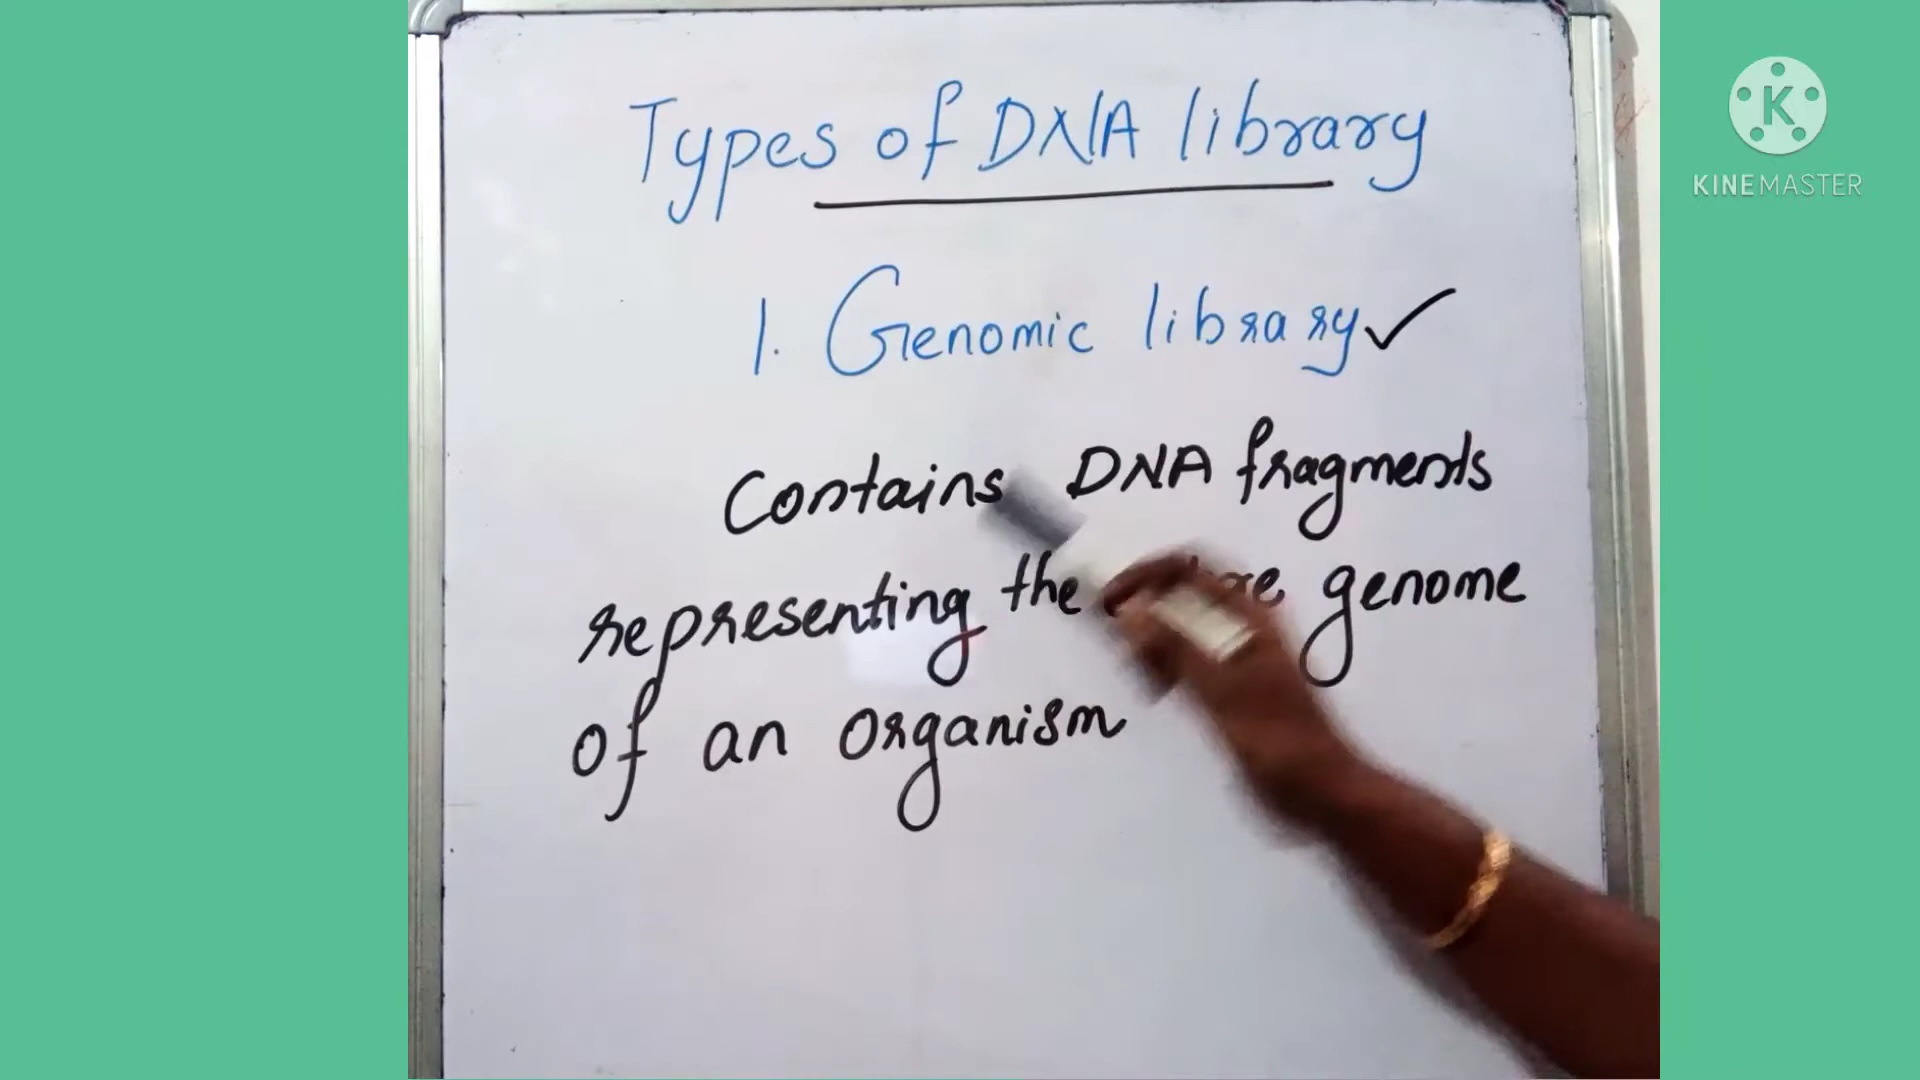 Types of DNA library
1. Genomic library
Contains DNA fragments
representing the genome
of an organism
K
KINEMASTER